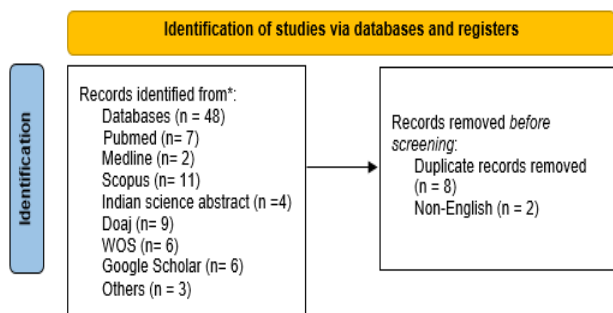 Identification of studies via databases and registers
Identification
Records identified from*:
Databases (n = 48)
Pubmed (n= 7)
Medline (n= 2)
Scopus (n= 11)
Indian science abstract (n =4)
Doaj (n= 9)
WOS (n= 6)
Google Scholar (n= 6)
Others (n = 3)
Records removed before
screening:
Duplicate records removed
(n = 8)
Non-English (n = 2)